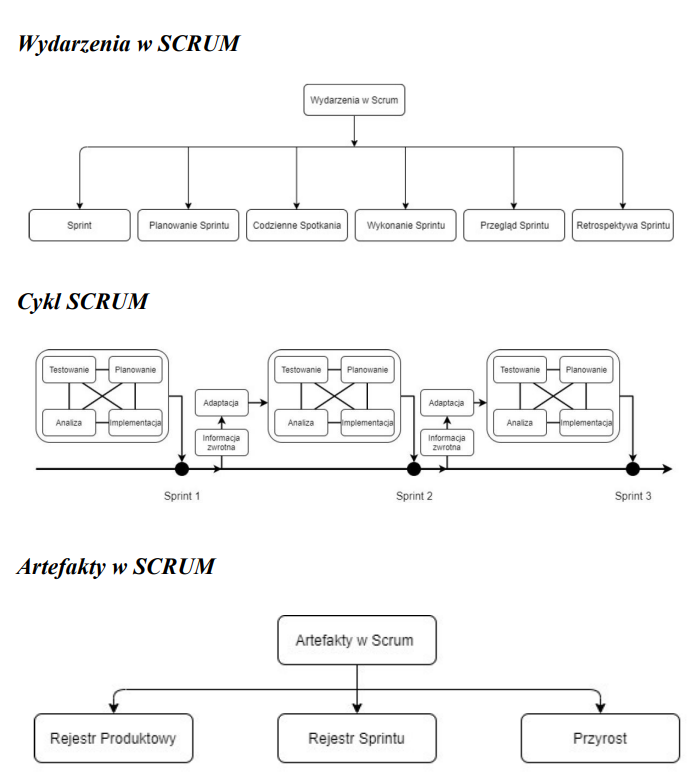 Wydarzenia w SCRUM
Wydarzenia w Scrum
Sprint
Planowanie Sprintu
Codzienne Spotkania
Wykonanie Sprintu
Przegląd Sprintu
Retrospektywa Sprintu
Cykl SCRUM
Testowanie
Planowanie
Analiza
Implementacja
Adaptacja
Informacja
zwrotna
Testowanie
Planowanie
Analiza
Implementacja
Adaptacja
Informacja
zwrotna
Testowanie
Planowanie
Analiza
Implementacja
Sprint 1
Sprint 2
Sprint 3
Artefakty w SCRUM
Artefakty w Scrum
Rejestr Produktowy
Rejestr Sprintu
Przyrost